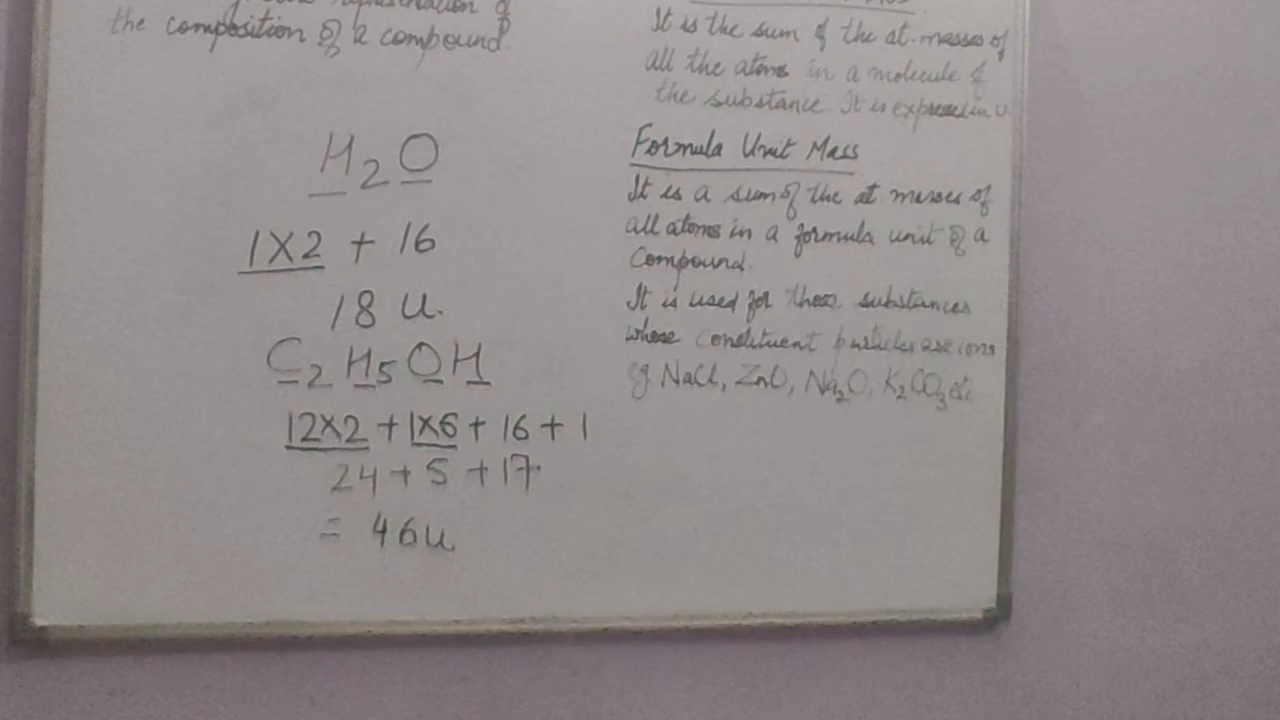 representation of
the composition of a compound.
H2O
1X2 + 16
18 u.
C2H5OH
12X2 + 1X6 + 16 + 1
24 + 5 + 17
= 46u
It is the sum of the at. masses of
all the atoms in a molecule of
the substance. It is expresses in u.
Formula Unit Mass
It is a sum of the at masses of
all atoms in a formula unit of a
Compound.
It is used for those substances
whose constituent particles are ions
eg NaCl, ZnO, Na2O, K2CO3 etc